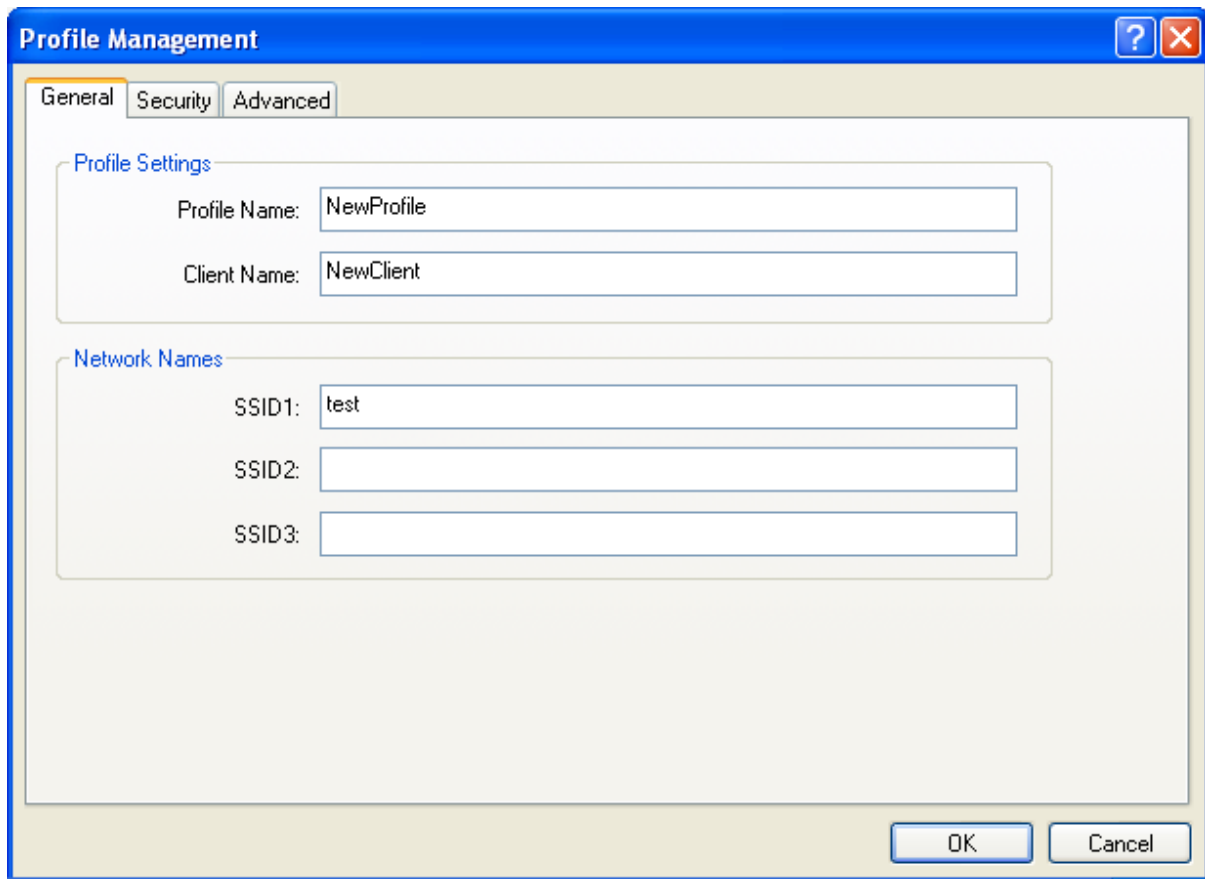 Profile Management
General Security Advanced
Profile Settings
Profile Name: NewProfile
Client Name: NewClient
Network Names
SSID1: test
SSID2:
SSID3:
OK Cancel